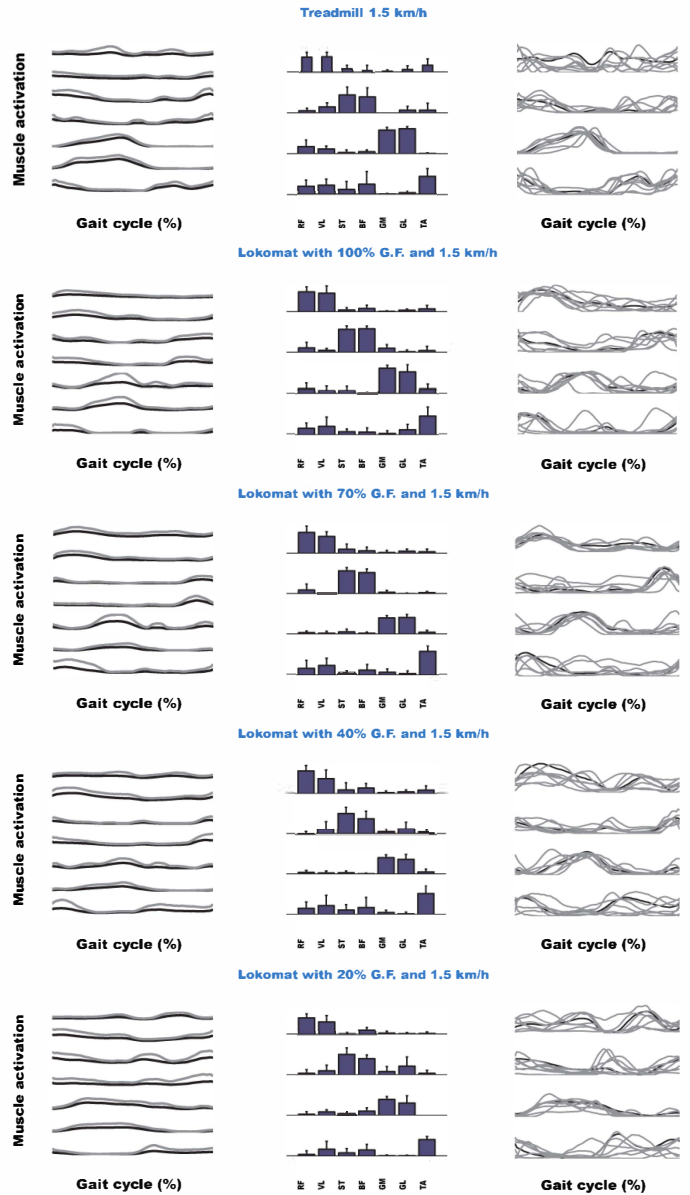 Treadmill 1.5 km/h
Muscle activation
RF VL ST BF GM GL TA
Gait cycle (%)
Gait cycle (%)
Lokomat with 100% G.F. and 1.5 km/h
Muscle activation
RF VL ST BF GM GL TA
Gait cycle (%)
Gait cycle (%)
Lokomat with 70% G.F. and 1.5 km/h
Muscle activation
RF VL ST BF GM GL TA
Gait cycle (%)
Gait cycle (%)
Lokomat with 40% G.F. and 1.5 km/h
Muscle activation
RF VL ST BF GM GL TA
Gait cycle (%)
Gait cycle (%)
Lokomat with 20% G.F. and 1.5 km/h
Muscle activation
RF VL ST BF GM GL TA
Gait cycle (%)
Gait cycle (%)